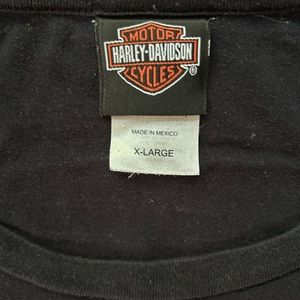 MOTOR
HARLEY-DAVIDSON
CYCLES
®
MADE IN MEXICO
X-LARGE